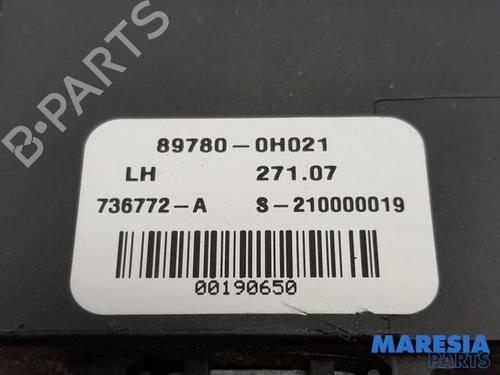 89780-0H021
LH 271.07
736772-A S-210000019
00190650
B-PARTS
MARESIA
PARTS